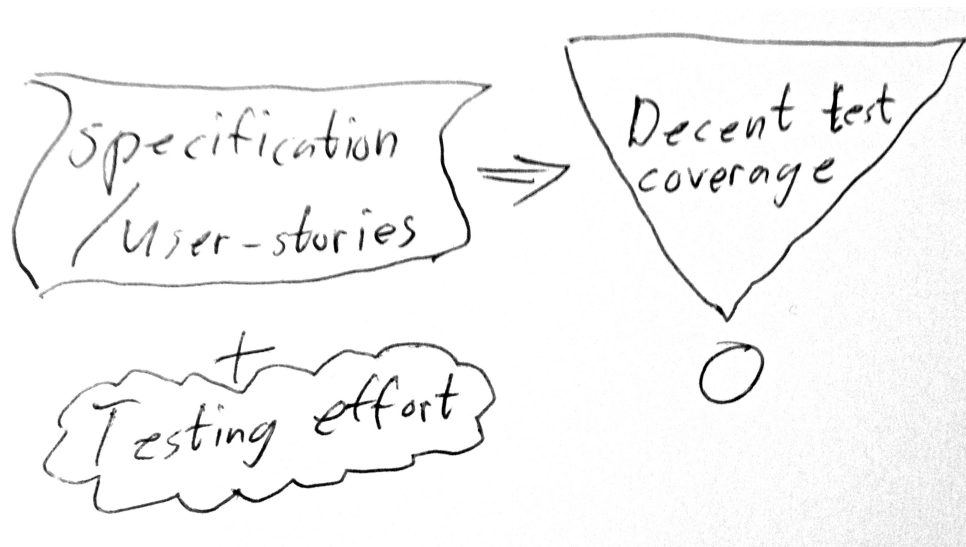 Specification
/User-stories
+
Testing effort
Decent test
coverage